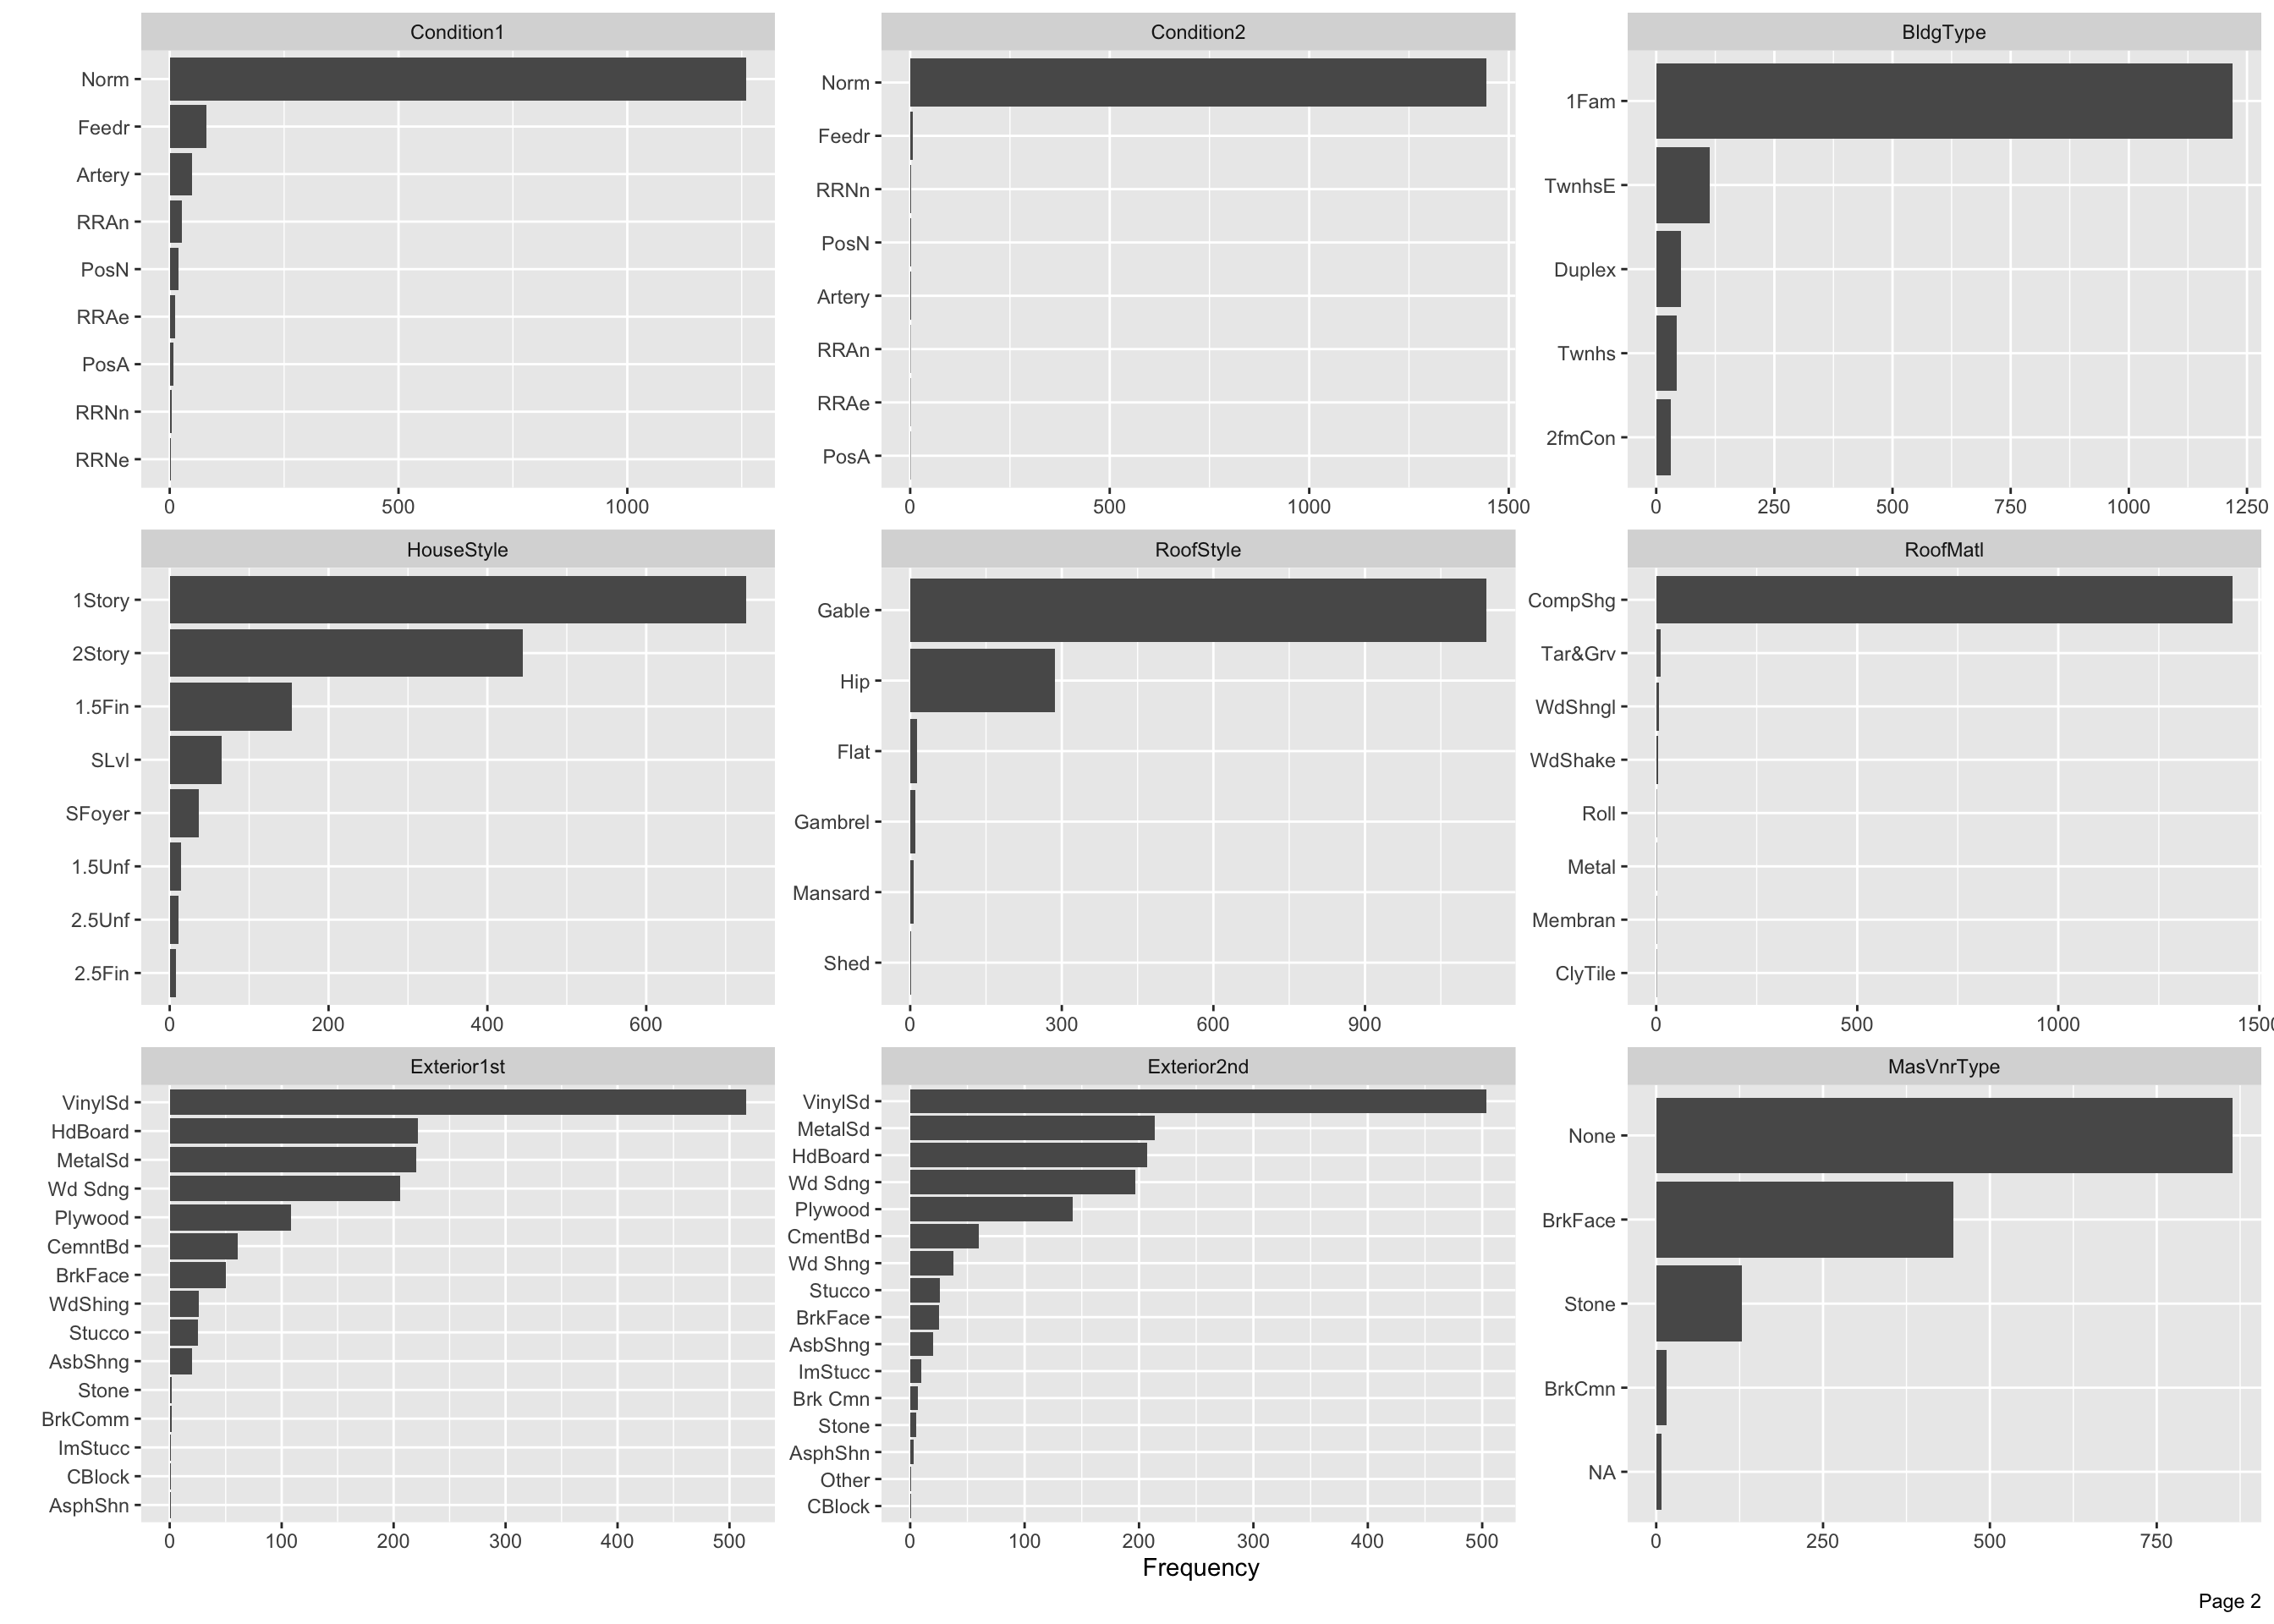 Condition1
Norm
Feedr
Artery
RRAn
PosN
RRAe
PosA
RRNn
RRNe
0 500 1000
Condition2
Norm
Feedr
RRNn
PosN
Artery
RRAn
RRAe
PosA
0 500 1000 1500
BldgType
1Fam
TwnhsE
Duplex
Twnhs
2fmCon
0 250 500 750 1000 1250
HouseStyle
1Story
2Story
1.5Fin
SLvl
SFoyer
1.5Unf
2.5Unf
2.5Fin
0 200 400 600
RoofStyle
Gable
Hip
Flat
Gambrel
Mansard
Shed
0 300 600 900
RoofMatl
CompShg
Tar&Grv
WdShngl
WdShake
Roll
Metal
Membran
ClyTile
0 500 1000 1500
Exterior1st
VinylSd
HdBoard
MetalSd
Wd Sdng
Plywood
CemntBd
BrkFace
WdShing
Stucco
AsbShng
Stone
BrkComm
ImStucc
CBlock
AsphShn
0 100 200 300 400 500
Exterior2nd
VinylSd
MetalSd
HdBoard
Wd Sdng
Plywood
CmentBd
Wd Shng
Stucco
BrkFace
AsbShng
ImStucc
Brk Cmn
Stone
AsphShn
Other
CBlock
0 100 200 300 400 500
MasVnrType
None
BrkFace
Stone
BrkCmn
NA
0 250 500 750
Frequency
Page 2